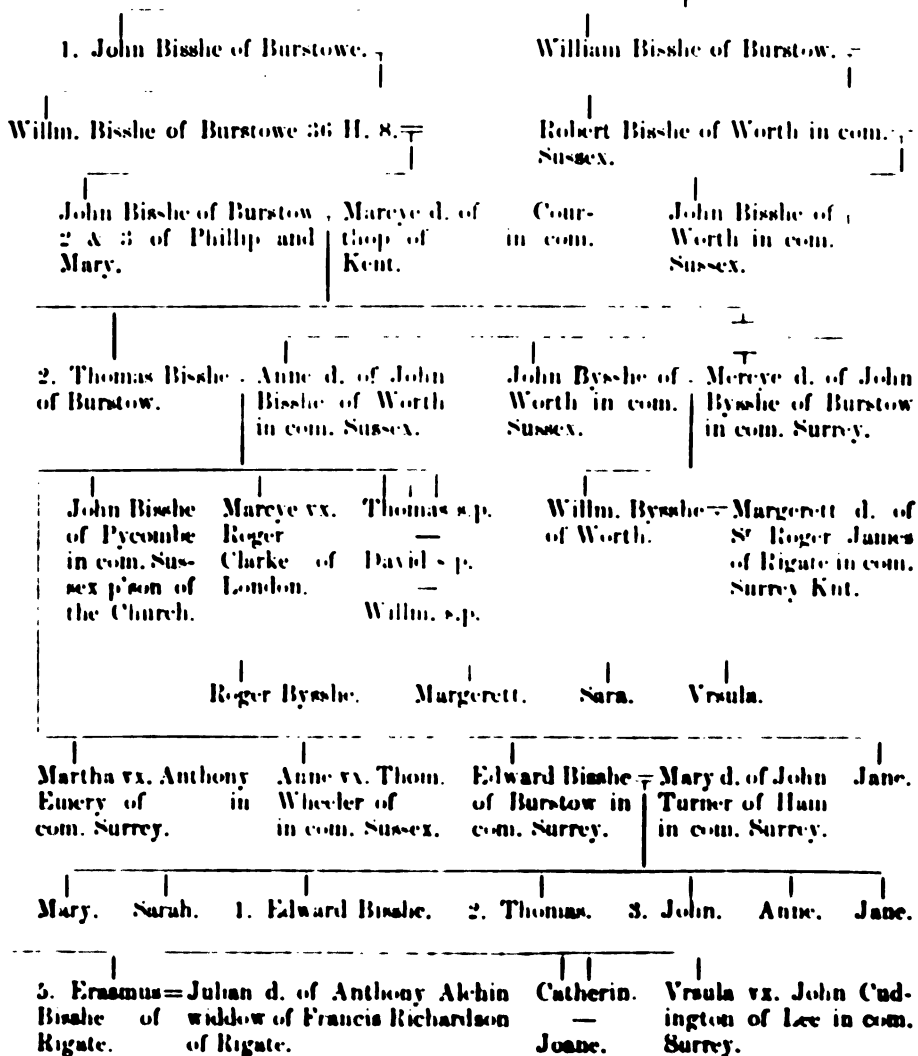 1. John Bisshe of Burstowe.
William Bisshe of Burstow.
Willm. Bisshe of Burstowe 36 H. 8.=
Robert Bisshe of Worth in com.
Sussex.
John Bisshe of Burstow
2 & 3 of Phillip and
Mary.
Mareye d. of Cour-
thop of in com.
Kent.
John Bisshe of
Worth in com.
Sussex.
2. Thomas Bisshe
of Burstow.
Anne d. of John
Bisshe of Worth
in com. Sussex.
John Bysshe of
Worth in com.
Sussex.
Mereye d. of John
Bysshe of Burstow
in com. Surrey.
John Bisshe
of Pycombe
in com. Sus-
sex p'son of
the Church.
Mareye vx.
Roger
Clarke of
London.
Thomas s.p.
—
David s.p.
—
Willm. s.p.
Willm. Bysshe=
of Worth.
Margerett d. of
Sr Roger James
of Rigate in com.
Surrey Knt.
Roger Bysshe. Margerett. Sara. Vrsula.
Martha vx. Anthony
Emery of in
com. Surrey.
Anne vx. Thom.
Wheeler of
in com. Sussex.
Edward Bisshe=
of Burstow in
com. Surrey.
Mary d. of John
Turner of Ham
in com. Surrey.
Jane.
Mary. Sarah. 1. Edward Bisshe. 2. Thomas. 3. John. Anne. Jane.
5. Erasmus=
Bisshe of
Rigate.
Julian d. of Anthony Alchin
widdow of Francis Richardson
of Rigate.
Catherin.
—
Joane.
Vrsula vx. John Cud-
ington of Lee in com.
Surrey.